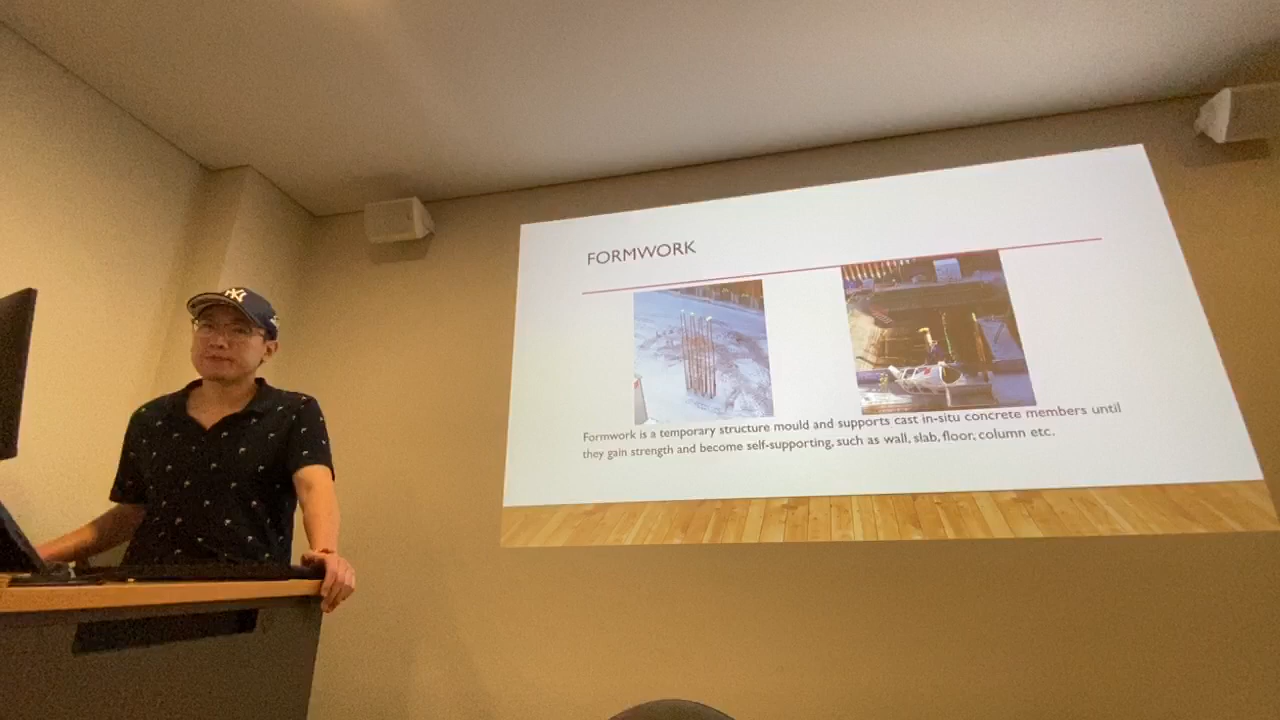 NY
FORMWORK
Formwork is a temporary structure mould and supports cast in-situ concrete members until
they gain strength and become self-supporting, such as wall, slab, floor, column etc.